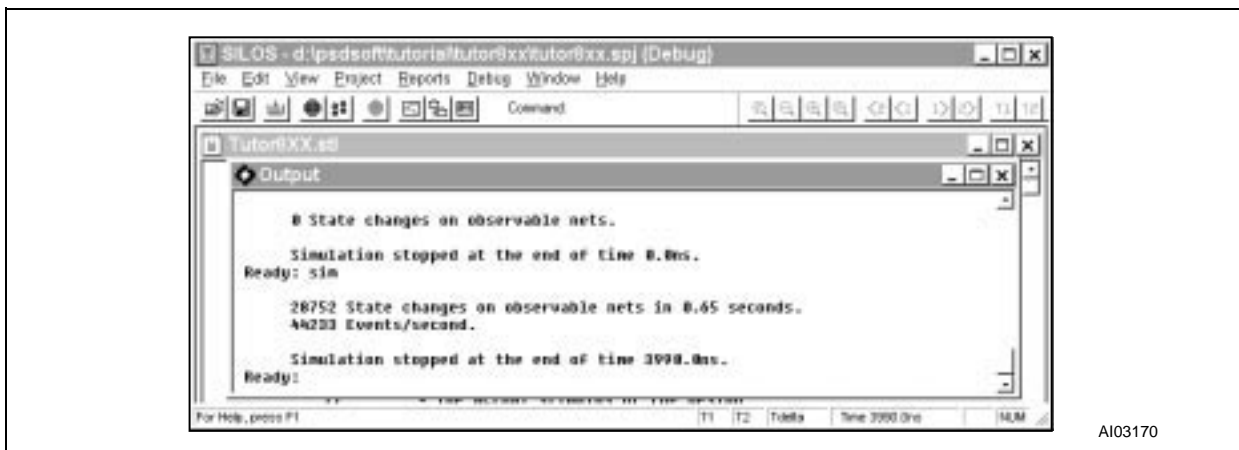 SILOS - d:\psdsoft\tutorial\tutor8xx\tutor8xx.spj (Debug)
File Edit View Project Reports Debug Window Help
Command:
Tutor8XX.stl
Output
0 State changes on observable nets.
Simulation stopped at the end of time 0.0ns.
Ready: sim
28752 State changes on observable nets in 0.65 seconds.
44233 Events/second.
Simulation stopped at the end of time 3990.0ns.
Ready:
For Help, press F1 T1 T2 Tdelta Time 3990.0ns NUM
AI03170